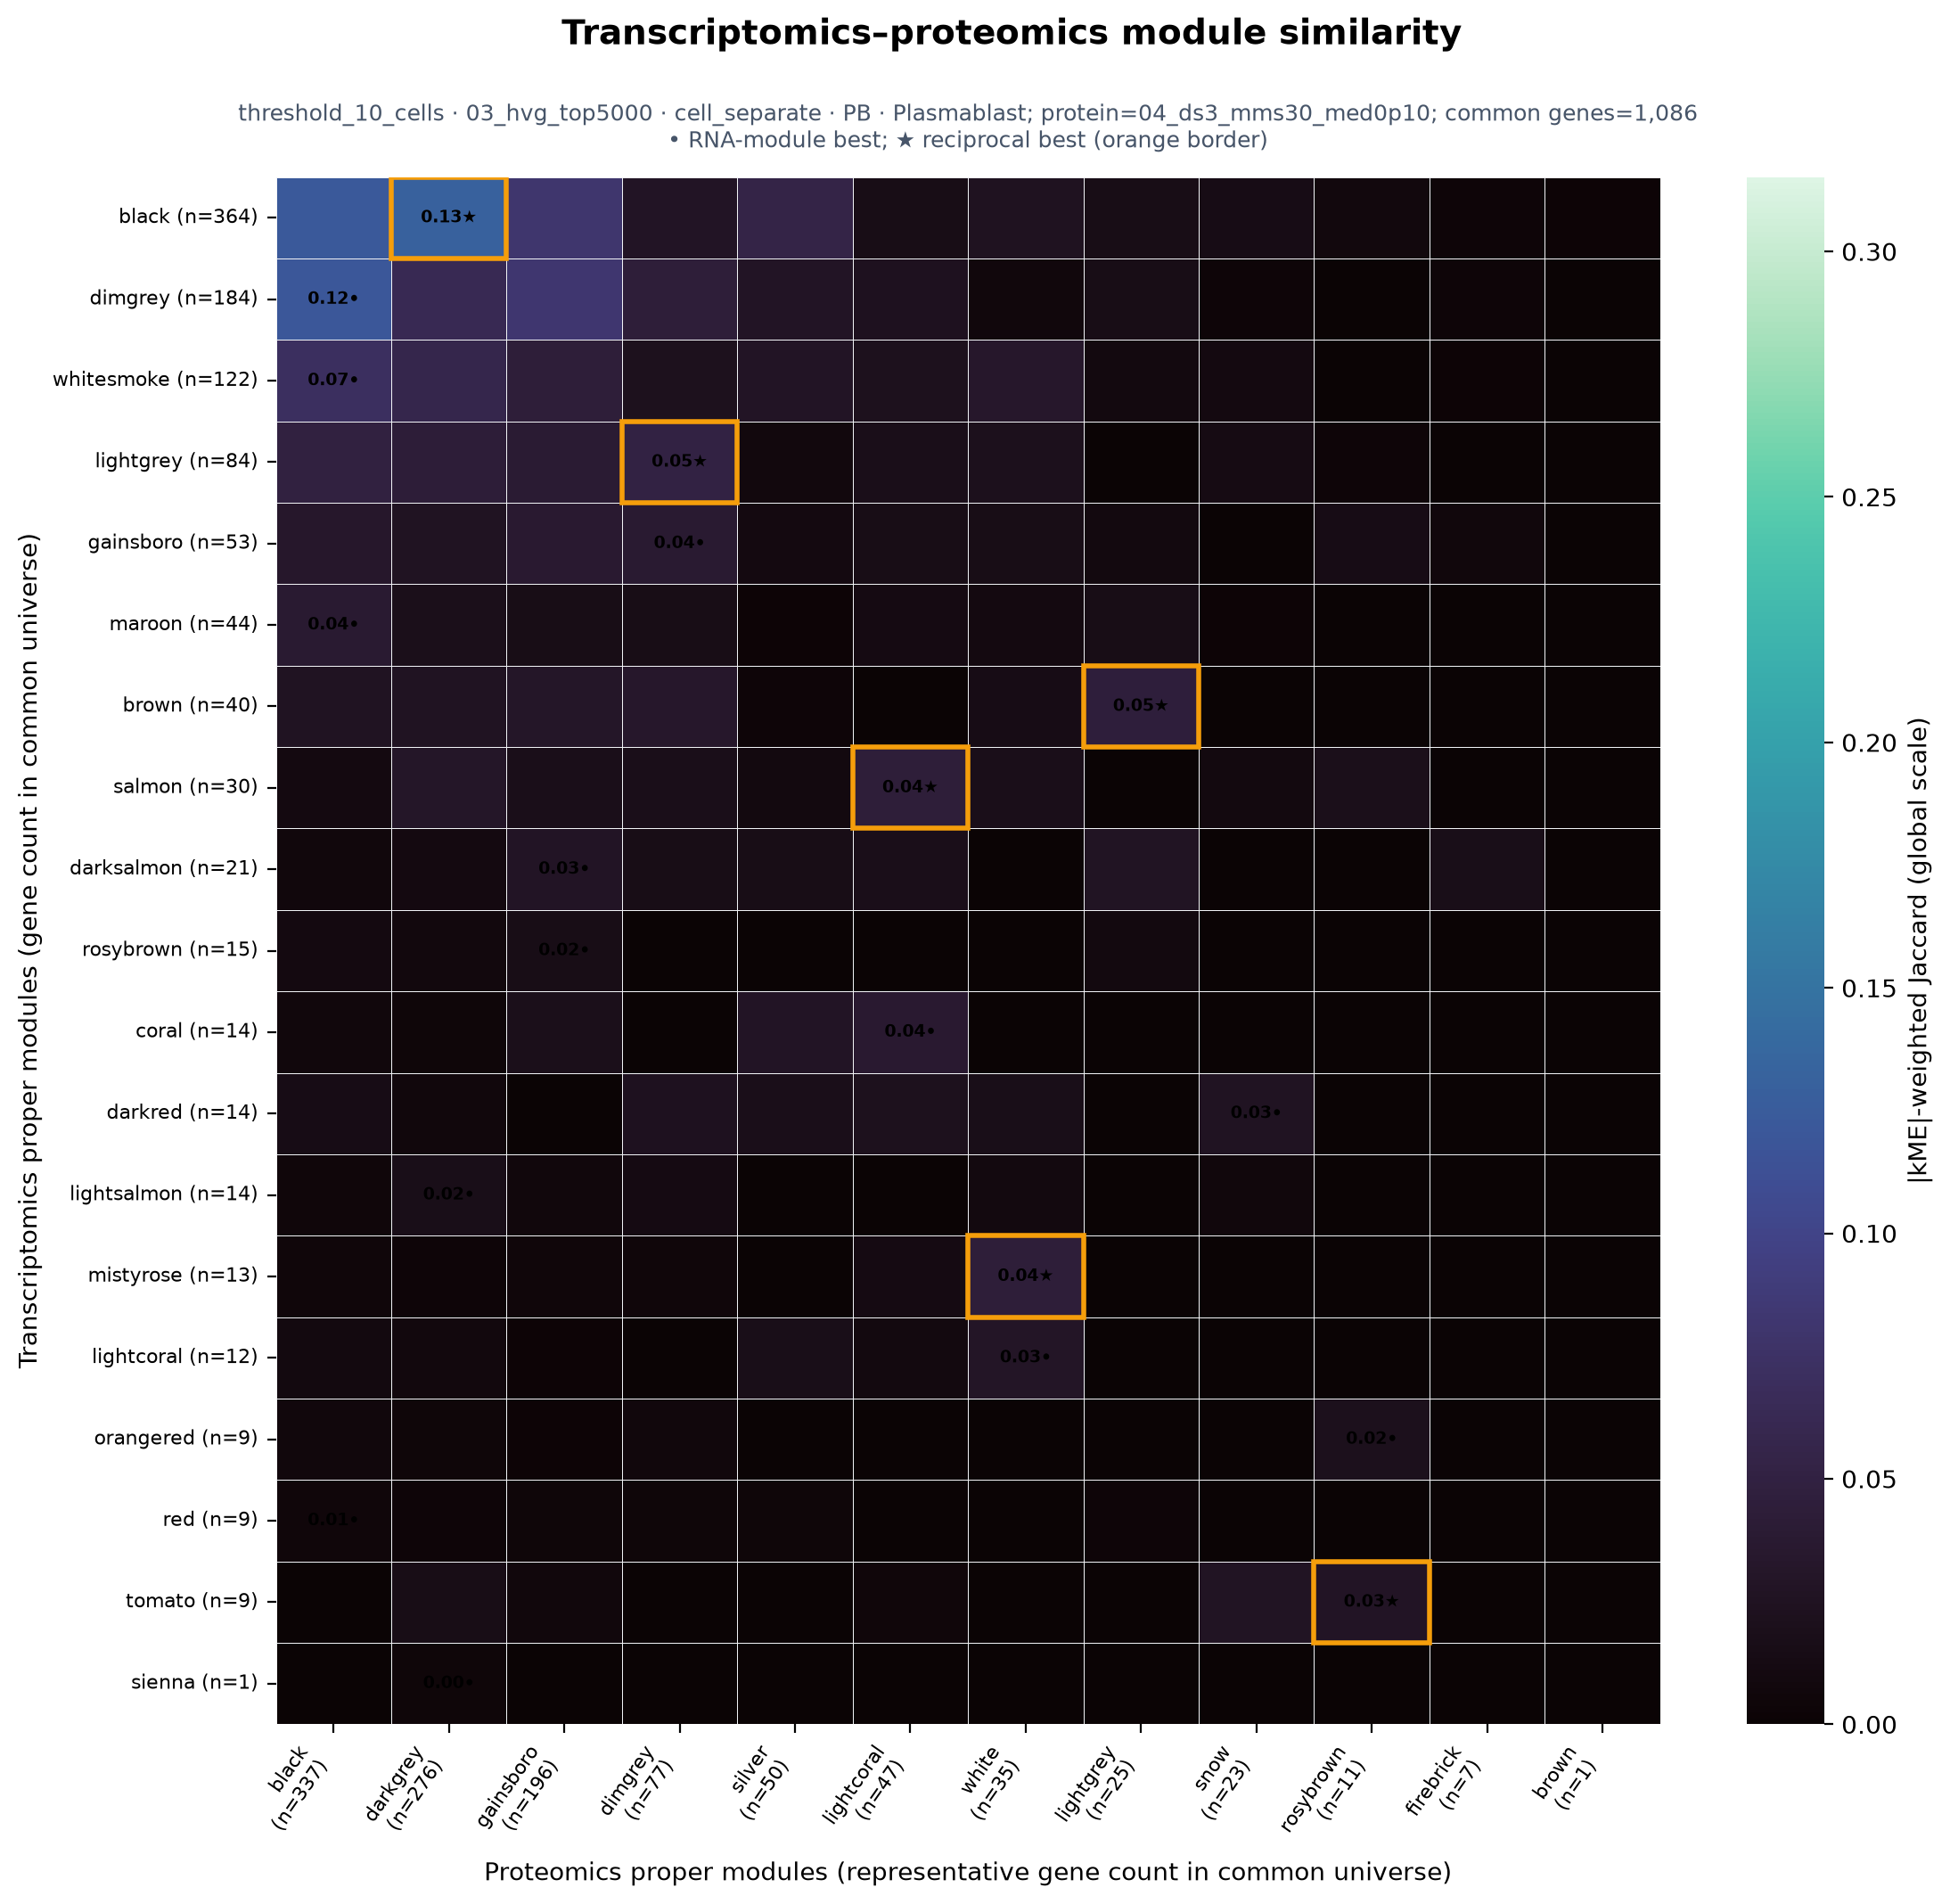 Transcriptomics–proteomics module similarity
threshold_10_cells · 03_hvg_top5000 · cell_separate · PB · Plasmablast; protein=04_ds3_mms30_med0p10; common genes=1,086
• RNA-module best; ★ reciprocal best (orange border)
Transcriptomics proper modules (gene count in common universe)
black (n=364)
0.13★
dimgrey (n=184)
0.12•
whitesmoke (n=122)
0.07•
lightgrey (n=84)
0.05★
gainsboro (n=53)
0.04•
maroon (n=44)
0.04•
brown (n=40)
0.05★
salmon (n=30)
0.04★
darksalmon (n=21)
0.03•
rosybrown (n=15)
0.02•
coral (n=14)
0.04•
darkred (n=14)
0.03•
lightsalmon (n=14)
0.02•
mistyrose (n=13)
0.04★
lightcoral (n=12)
0.03•
orangered (n=9)
0.02•
red (n=9)
0.01•
tomato (n=9)
0.03★
sienna (n=1)
0.00•
black
(n=337)
darkgrey
(n=276)
gainsboro
(n=196)
dimgrey
(n=77)
silver
(n=50)
lightcoral
(n=47)
white
(n=35)
lightgrey
(n=25)
snow
(n=23)
rosybrown
(n=11)
firebrick
(n=7)
brown
(n=1)
Proteomics proper modules (representative gene count in common universe)
0.30
0.25
0.20
0.15
0.10
0.05
0.00
|kME|-weighted Jaccard (global scale)